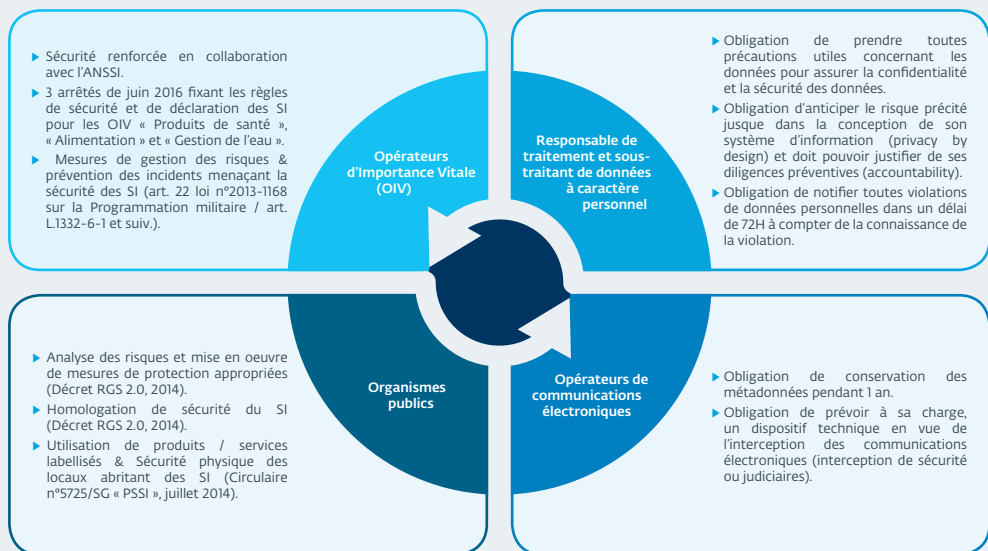 ▶ Sécurité renforcée en collaboration
avec l'ANSSI.
▶ 3 arrêtés de juin 2016 fixant les règles
de sécurité et de déclaration des SI
pour les OIV « Produits de santé »,
« Alimentation » et « Gestion de l'eau ».
▶ Mesures de gestion des risques &
prévention des incidents menaçant la
sécurité des SI (art. 22 loi n°2013-1168
sur la Programmation militaire / art.
L.1332-6-1 et suiv.).
Opérateurs
d'Importance Vitale
(OIV)
Responsable de
traitement et sous-
traitant de données
à caractère
personnel
▶ Obligation de prendre toutes
précautions utiles concernant les
données pour assurer la confidentialité
et la sécurité des données.
▶ Obligation d'anticiper le risque précité
jusque dans la conception de son
système d'information (privacy by
design) et doit pouvoir justifier de ses
diligences préventives (accountability).
▶ Obligation de notifier toutes violations
de données personnelles dans un délai
de 72H à compter de la connaissance de
la violation.
▶ Analyse des risques et mise en oeuvre
de mesures de protection appropriées
(Décret RGS 2.0, 2014).
▶ Homologation de sécurité du SI
(Décret RGS 2.0, 2014).
▶ Utilisation de produits / services
labellisés & Sécurité physique des
locaux abritant des SI (Circulaire
n°5725/SG « PSSI », juillet 2014).
Organismes
publics
Opérateurs de
communications
électroniques
▶ Obligation de conservation des
métadonnées pendant 1 an.
▶ Obligation de prévoir à sa charge,
un dispositif technique en vue de
l'interception des communications
électroniques (interception de sécurité
ou judiciaires).